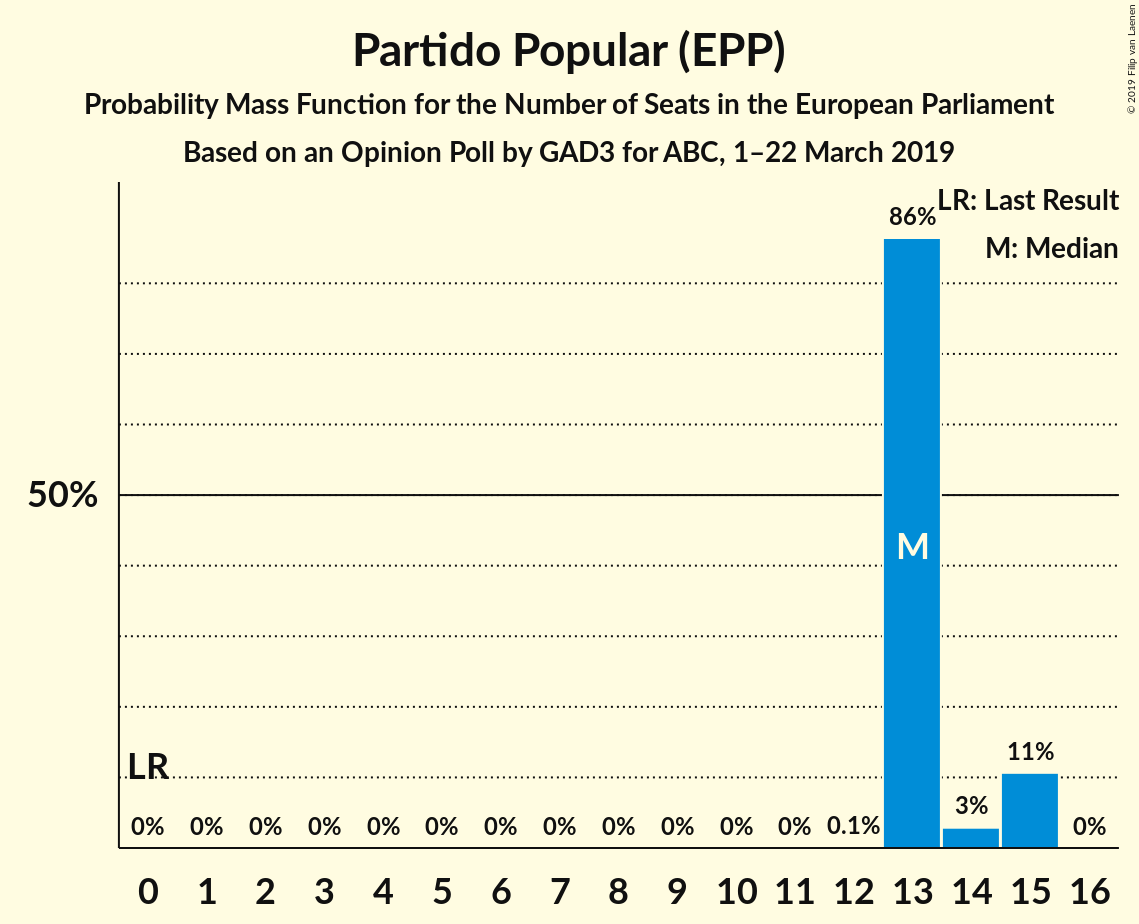 Partido Popular (EPP)
Probability Mass Function for the Number of Seats in the European Parliament
Based on an Opinion Poll by GAD3 for ABC, 1–22 March 2019
© 2019 Filip van Laenen
LR: Last Result
M: Median
86%
50%
M
LR
11%
3%
0% 0% 0% 0% 0% 0% 0% 0% 0% 0% 0% 0% 0.1% 0%
0 1 2 3 4 5 6 7 8 9 10 11 12 13 14 15 16